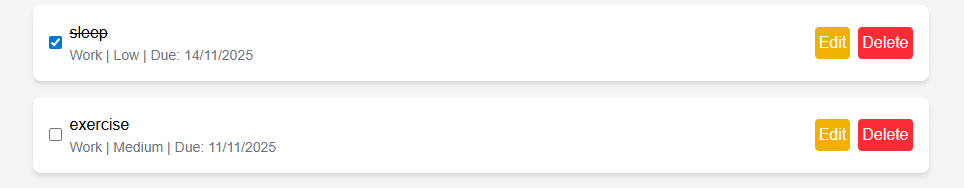 sleep
Work | Low | Due: 14/11/2025
Edit Delete
exercise
Work | Medium | Due: 11/11/2025
Edit Delete